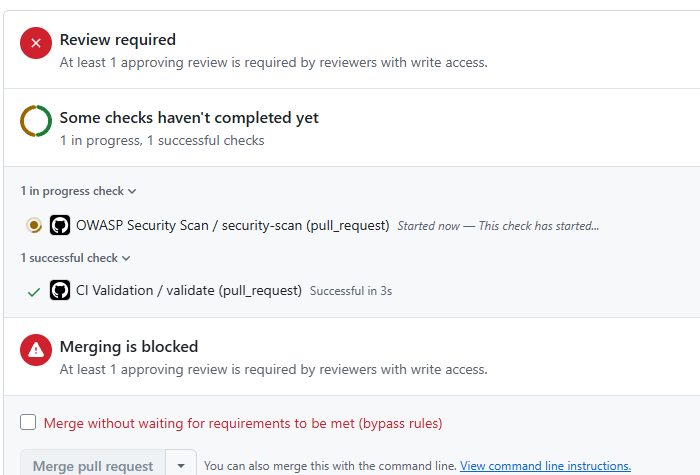 Review required
At least 1 approving review is required by reviewers with write access.
Some checks haven't completed yet
1 in progress, 1 successful checks
1 in progress check
OWASP Security Scan / security-scan (pull_request) Started now — This check has started...
1 successful check
CI Validation / validate (pull_request) Successful in 3s
Merging is blocked
At least 1 approving review is required by reviewers with write access.
Merge without waiting for requirements to be met (bypass rules)
Merge pull request You can also merge this with the command line. View command line instructions.